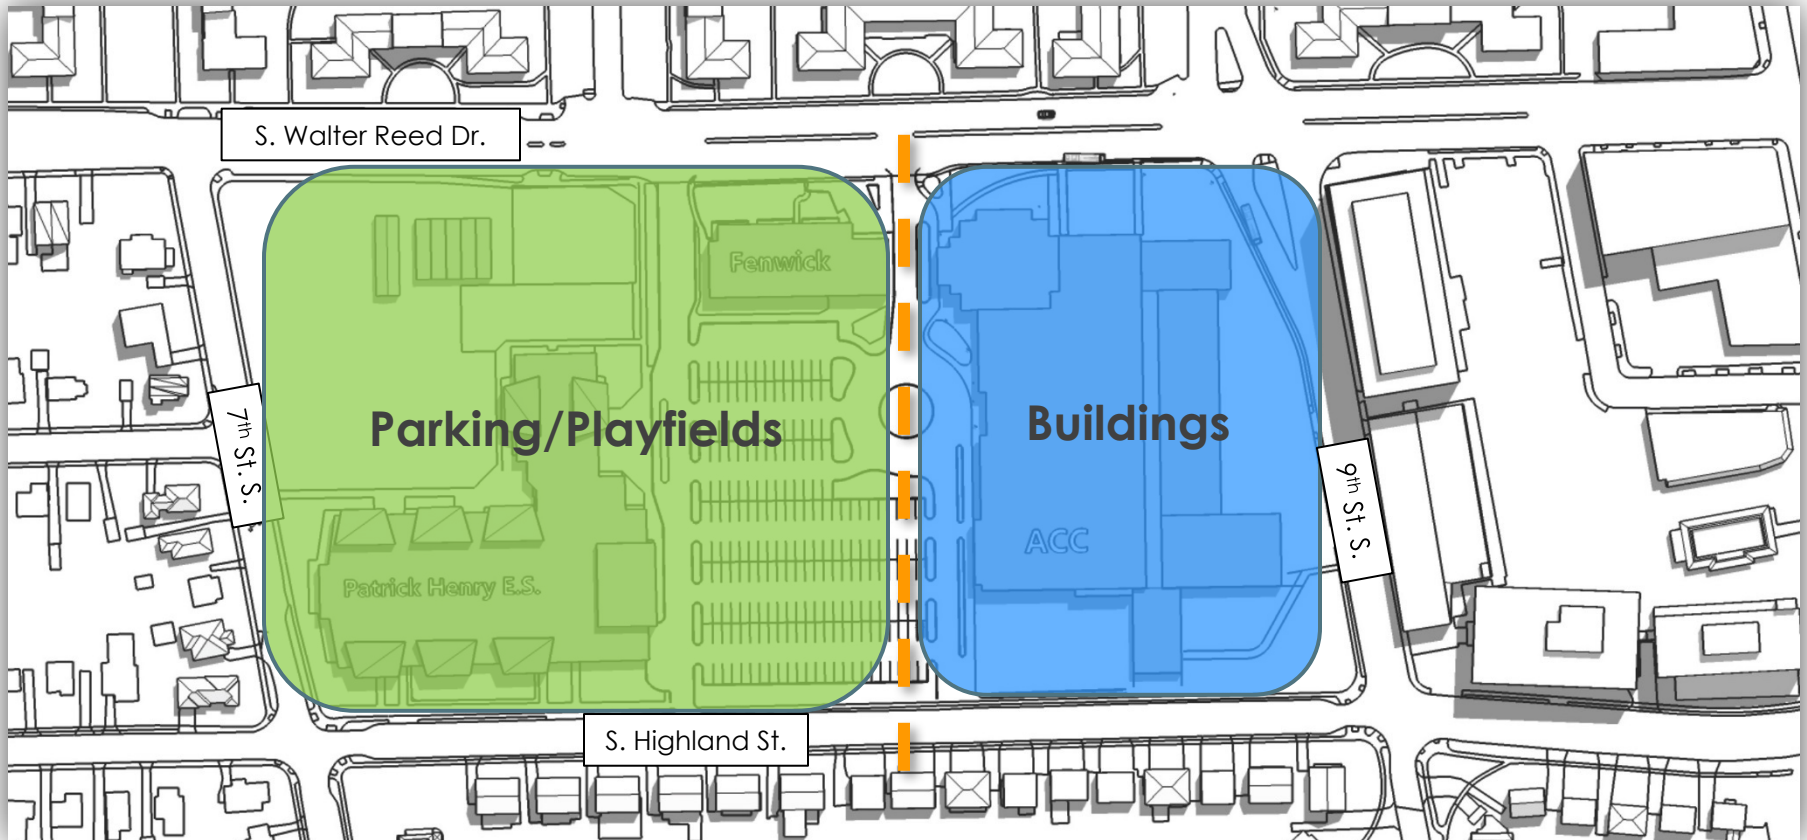 S. Walter Reed Dr.
Fenwick
Parking/Playfields
Buildings
7th St. S.
9th St. S.
ACC
Patrick Henry E.S.
S. Highland St.